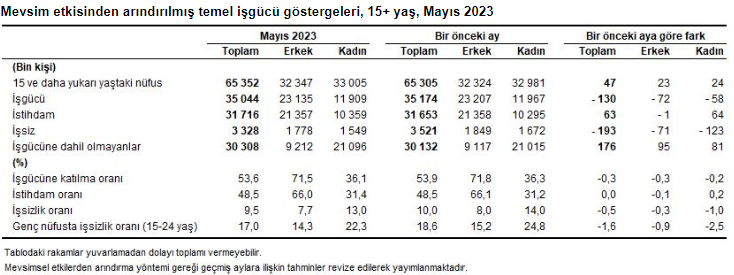 Mevsim etkisinden arındırılmış temel işgücü göstergeleri, 15+ yaş, Mayıs 2023
Mayıs 2023 Bir önceki ay Bir önceki aya göre fark
Toplam Erkek Kadın Toplam Erkek Kadın Toplam Erkek Kadın
(Bin kişi)
15 ve daha yukarı yaştaki nüfus 65 352 32 347 33 005 65 305 32 324 32 981 47 23 24
İşgücü 35 044 23 135 11 909 35 174 23 207 11 967 - 130 - 72 - 58
İstihdam 31 716 21 357 10 359 31 653 21 358 10 295 63 - 1 64
İşsiz 3 328 1 778 1 549 3 521 1 849 1 672 - 193 - 71 - 123
İşgücüne dahil olmayanlar 30 308 9 212 21 096 30 132 9 117 21 015 176 95 81
(%)
İşgücüne katılma oranı 53,6 71,5 36,1 53,9 71,8 36,3 -0,3 -0,3 -0,2
İstihdam oranı 48,5 66,0 31,4 48,5 66,1 31,2 0,0 -0,1 0,2
İşsizlik oranı 9,5 7,7 13,0 10,0 8,0 14,0 -0,5 -0,3 -1,0
Genç nüfusta işsizlik oranı (15-24 yaş) 17,0 14,3 22,3 18,6 15,2 24,8 -1,6 -0,9 -2,5
Tablodaki rakamlar yuvarlamadan dolayı toplamı vermeyebilir.
Mevsimsel etkilerden arındırma yöntemi gereği geçmiş aylara ilişkin tahminler revize edilerek yayımlanmaktadır.